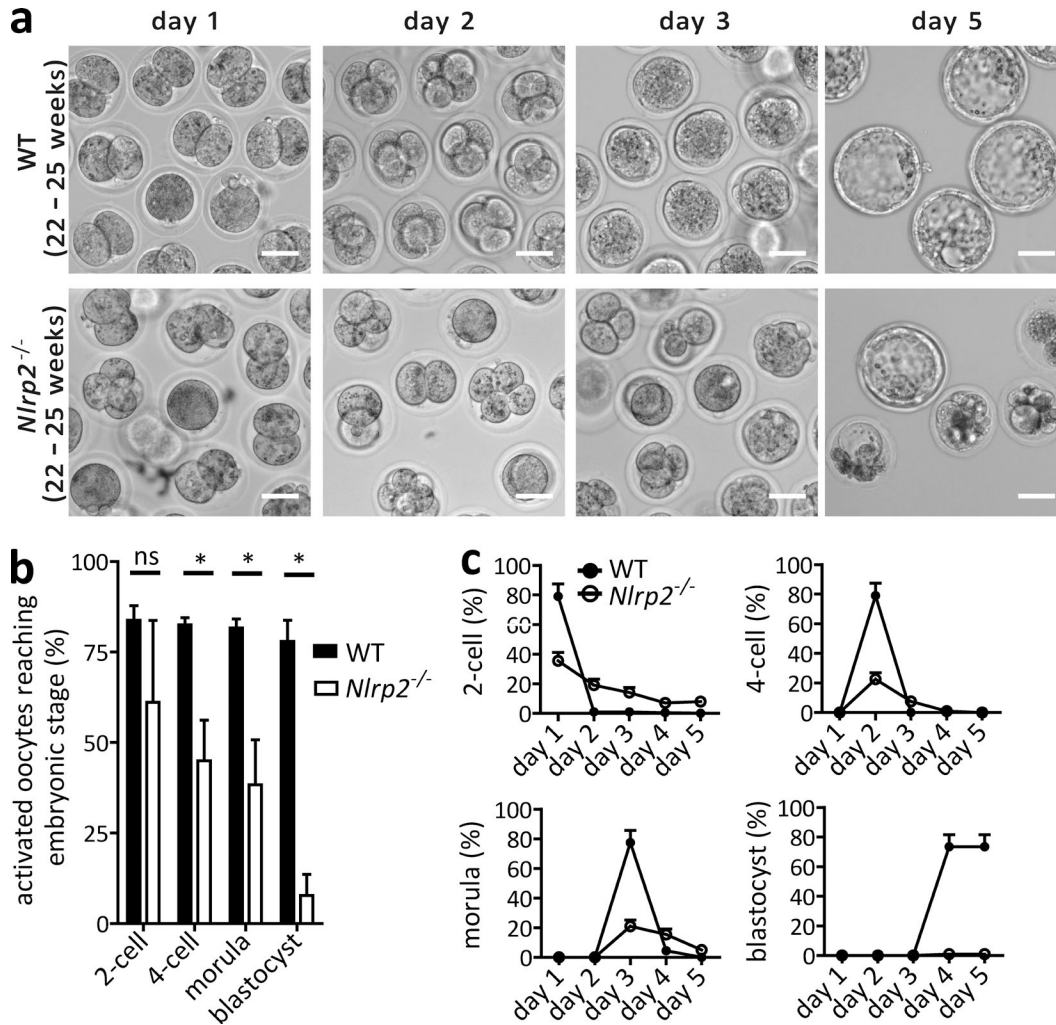 a
day 1
day 2
day 3
day 5
WT
(22 – 25 weeks)
Nlrp2-/-
(22 – 25 weeks)
b
activated oocytes reaching
embryonic stage (%)
100
75
50
25
0
ns
*
*
*
WT
Nlrp2-/-
2-cell
4-cell
morula
blastocyst
c
WT
Nlrp2-/-
2-cell (%)
100
80
60
40
20
0
day 1
day 2
day 3
day 4
day 5
4-cell (%)
100
80
60
40
20
0
day 1
day 2
day 3
day 4
day 5
morula (%)
100
80
60
40
20
0
day 1
day 2
day 3
day 4
day 5
blastocyst (%)
100
80
60
40
20
0
day 1
day 2
day 3
day 4
day 5